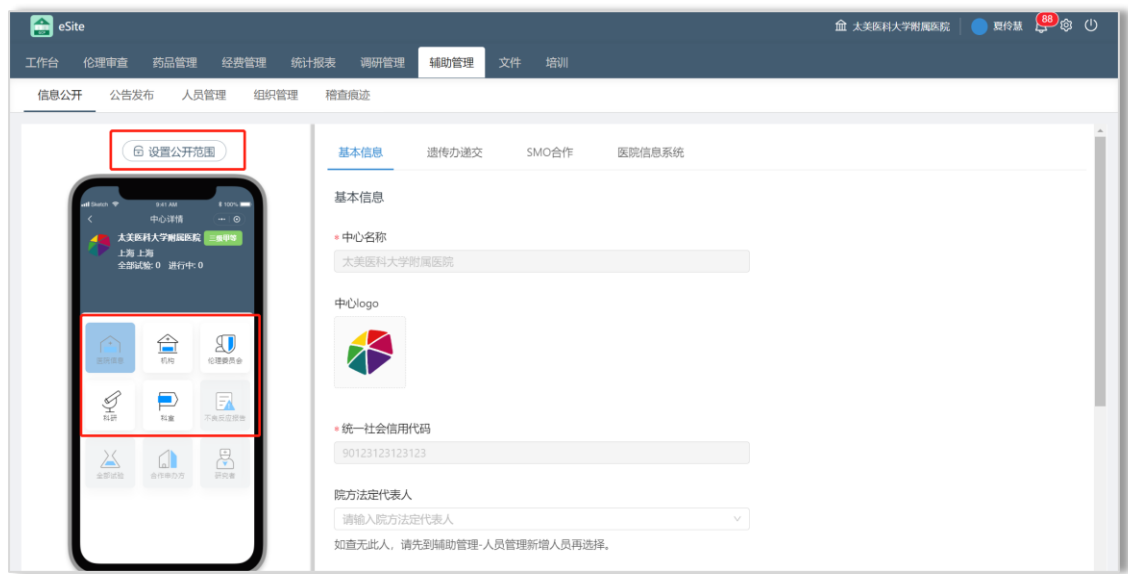 eSite
太美医科大学附属医院
夏伶慧
88
工作台 伦理审查 药品管理 经费管理 统计报表 调研管理 辅助管理 文件 培训
信息公开 公告发布 人员管理 组织管理 稽查痕迹
设置公开范围
Sketch 9:41 AM 100%
中心详情
太美医科大学附属医院 三级甲等
上海 上海
全部试验: 0 进行中: 0
医院信息 机构 伦理委员会
科研 科室 不良反应报告
全部试验 合作申办方 研究者
基本信息 遗传办递交 SMO合作 医院信息系统
基本信息
* 中心名称
太美医科大学附属医院
中心logo
* 统一社会信用代码
90123123123123
院方法定代表人
请输入院方法定代表人
如查无此人，请先到辅助管理-人员管理新增人员再选择。